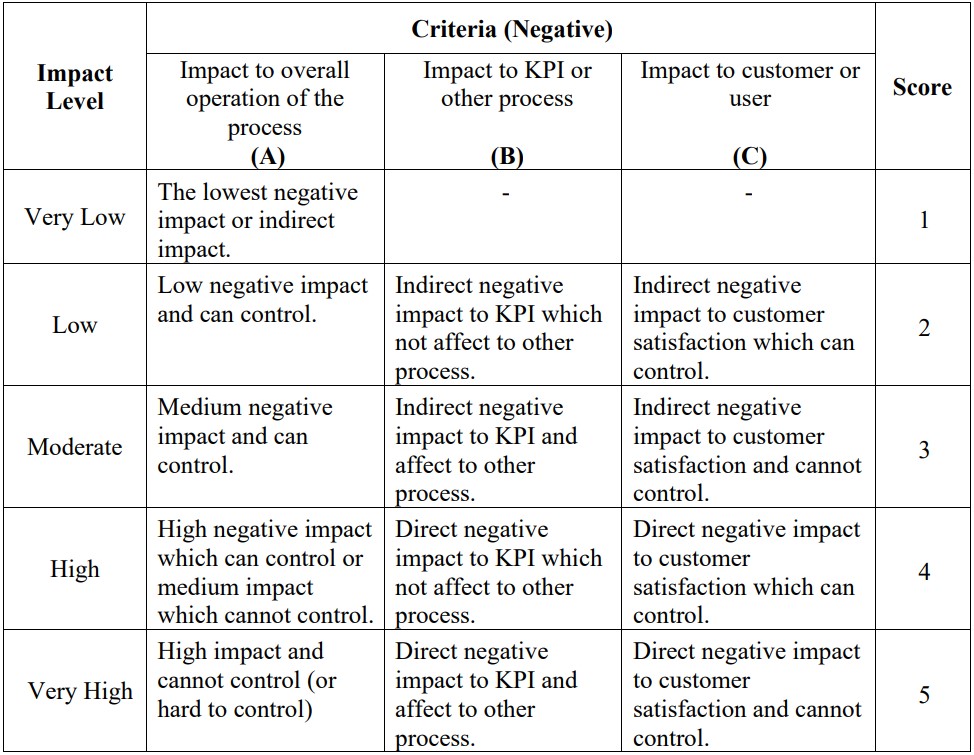 Impact
Level
Criteria (Negative)
Score
Impact to overall
operation of the
process
(A)
Impact to KPI or
other process
(B)
Impact to customer or
user
(C)
Very Low
The lowest negative
impact or indirect
impact.
-
-
1
Low
Low negative impact
and can control.
Indirect negative
impact to KPI which
not affect to other
process.
Indirect negative
impact to customer
satisfaction which can
control.
2
Moderate
Medium negative
impact and can
control.
Indirect negative
impact to KPI and
affect to other
process.
Indirect negative
impact to customer
satisfaction and cannot
control.
3
High
High negative impact
which can control or
medium impact
which cannot control.
Direct negative
impact to KPI which
not affect to other
process.
Direct negative impact
to customer
satisfaction which can
control.
4
Very High
High impact and
cannot control (or
hard to control)
Direct negative
impact to KPI and
affect to other
process.
Direct negative impact
to customer
satisfaction and cannot
control.
5